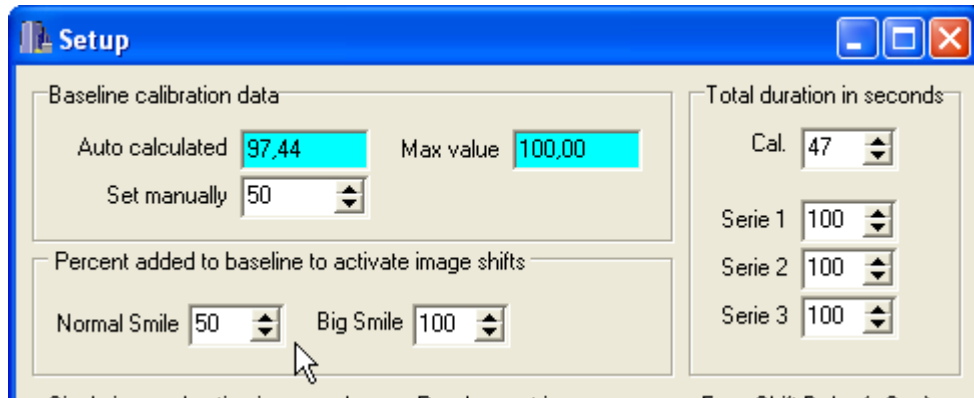 Setup
Baseline calibration data
Auto calculated 97,44 Max value 100,00
Set manually 50
Percent added to baseline to activate image shifts
Normal Smile 50 Big Smile 100
Total duration in seconds
Cal. 47
Serie 1 100
Serie 2 100
Serie 3 100